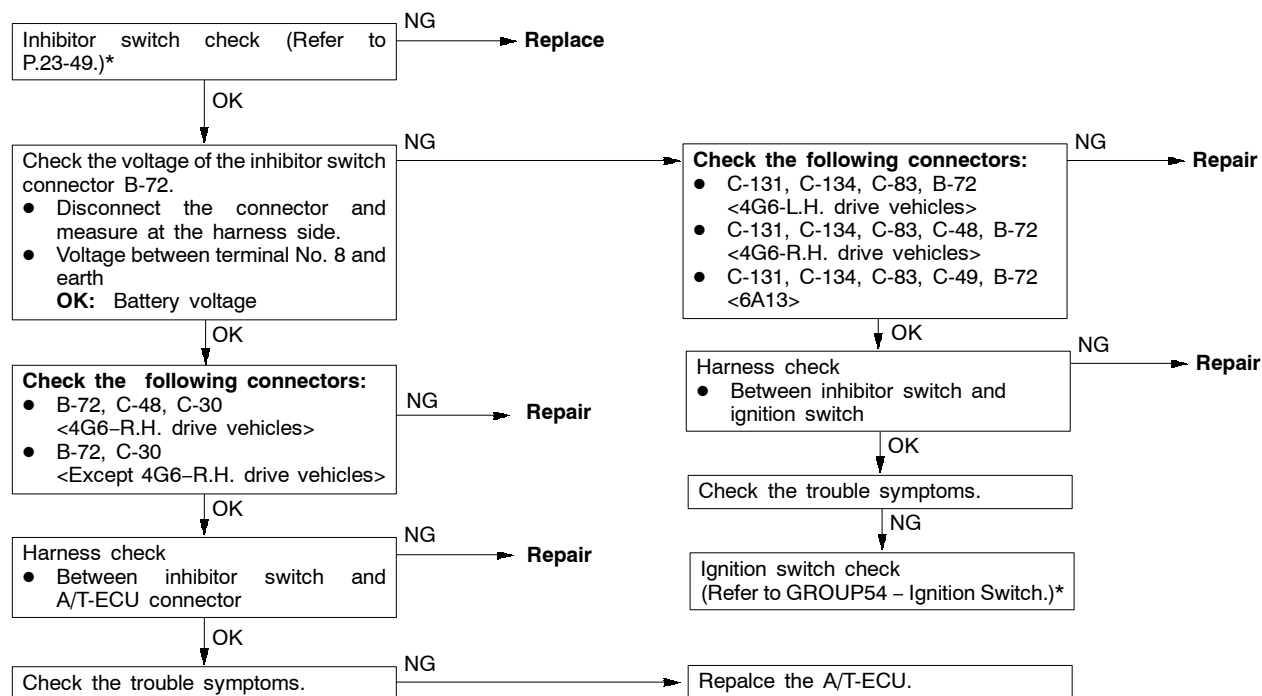 Inhibitor switch check (Refer to
P.23-49.)*
NG
Replace
OK
Check the voltage of the inhibitor switch
connector B-72.
● Disconnect the connector and
measure at the harness side.
● Voltage between terminal No. 8 and
earth
OK: Battery voltage
NG
Check the following connectors:
● C-131, C-134, C-83, B-72
<4G6-L.H. drive vehicles>
● C-131, C-134, C-83, C-48, B-72
<4G6-R.H. drive vehicles>
● C-131, C-134, C-83, C-49, B-72
<6A13>
NG
Repair
OK
Harness check
● Between inhibitor switch and
ignition switch
NG
Repair
OK
Check the trouble symptoms.
NG
Ignition switch check
(Refer to GROUP54 – Ignition Switch.)*
OK
Check the following connectors:
● B-72, C-48, C-30
<4G6–R.H. drive vehicles>
● B-72, C-30
<Except 4G6–R.H. drive vehicles>
NG
Repair
OK
Harness check
● Between inhibitor switch and
A/T-ECU connector
NG
Repair
OK
Check the trouble symptoms.
NG
Repalce the A/T-ECU.